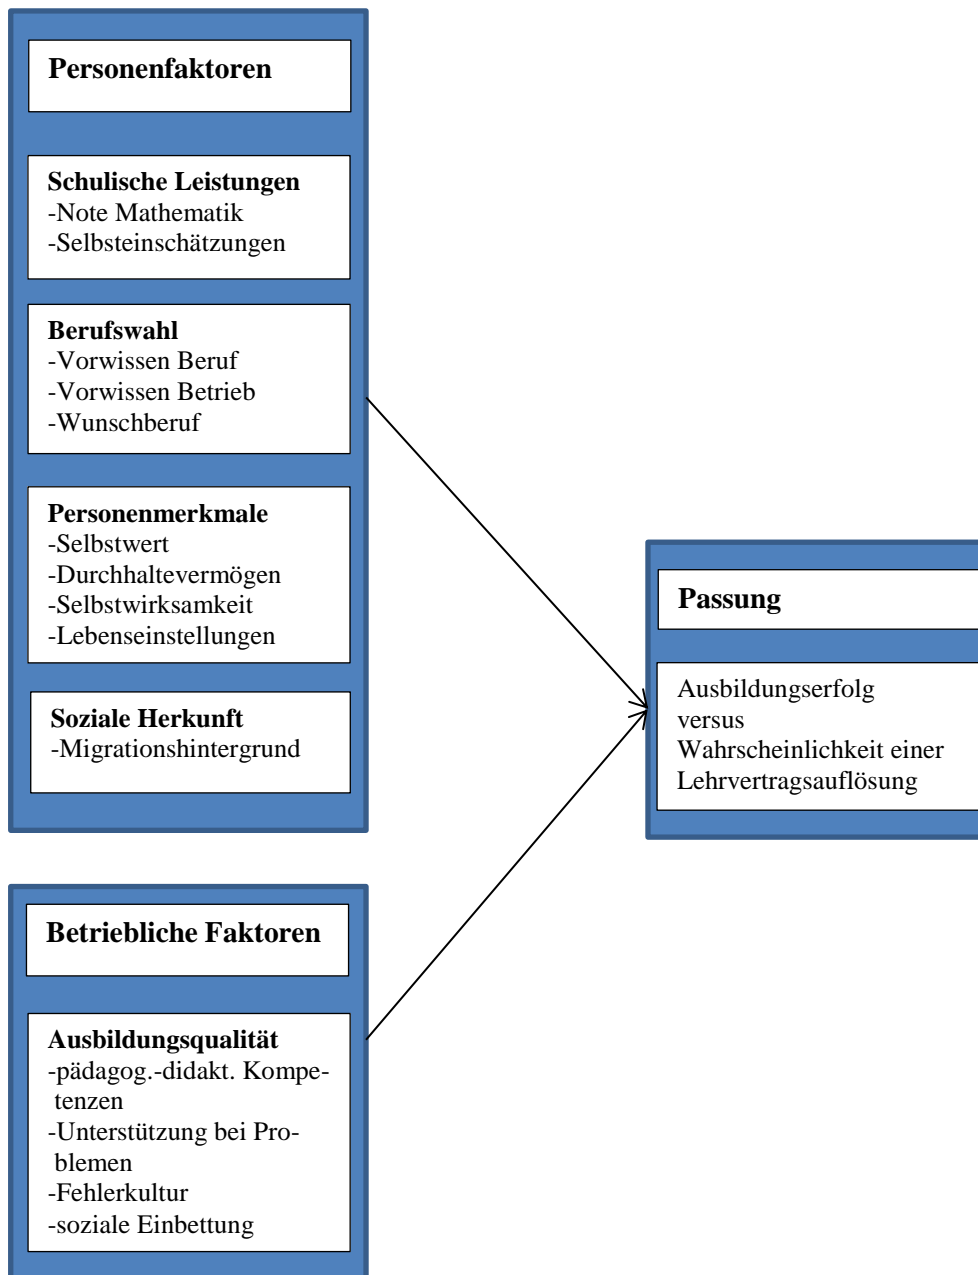 Personenfaktoren
Schulische Leistungen
-Note Mathematik
-Selbsteinschätzungen
Berufswahl
-Vorwissen Beruf
-Vorwissen Betrieb
-Wunschberuf
Personenmerkmale
-Selbstwert
-Durchhaltevermögen
-Selbstwirksamkeit
-Lebenseinstellungen
Soziale Herkunft
-Migrationshintergrund
Passung
Ausbildungserfolg
versus
Wahrscheinlichkeit einer
Lehrvertragsauflösung
Betriebliche Faktoren
Ausbildungsqualität
-pädagog.-didakt. Kompe-
tenzen
-Unterstützung bei Pro-
blemen
-Fehlerkultur
-soziale Einbettung